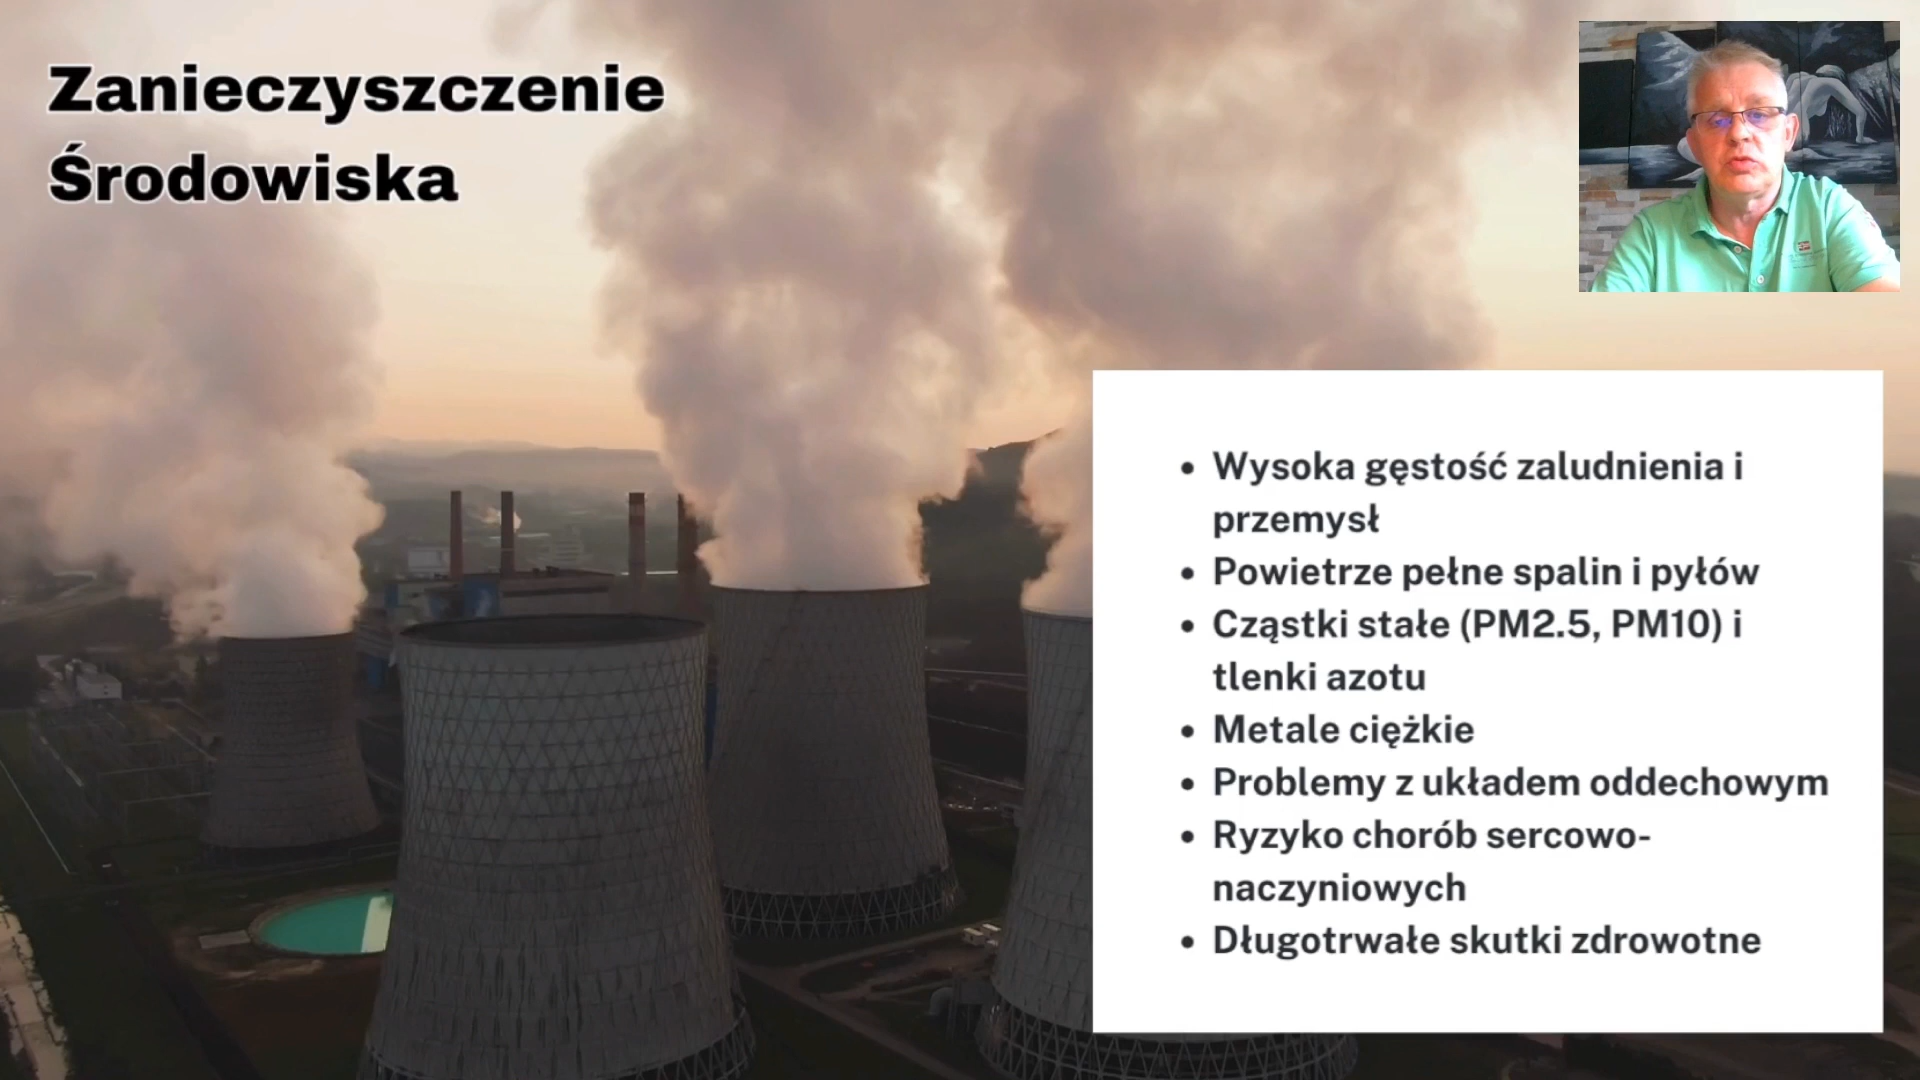 Zanieczyszczenie
Środowiska
• Wysoka gęstość zaludnienia i
przemysł
• Powietrze pełne spalin i pyłów
• Cząstki stałe (PM2.5, PM10) i
tlenki azotu
• Metale ciężkie
• Problemy z układem oddechowym
• Ryzyko chorób sercowo-
naczyniowych
• Długotrwałe skutki zdrowotne